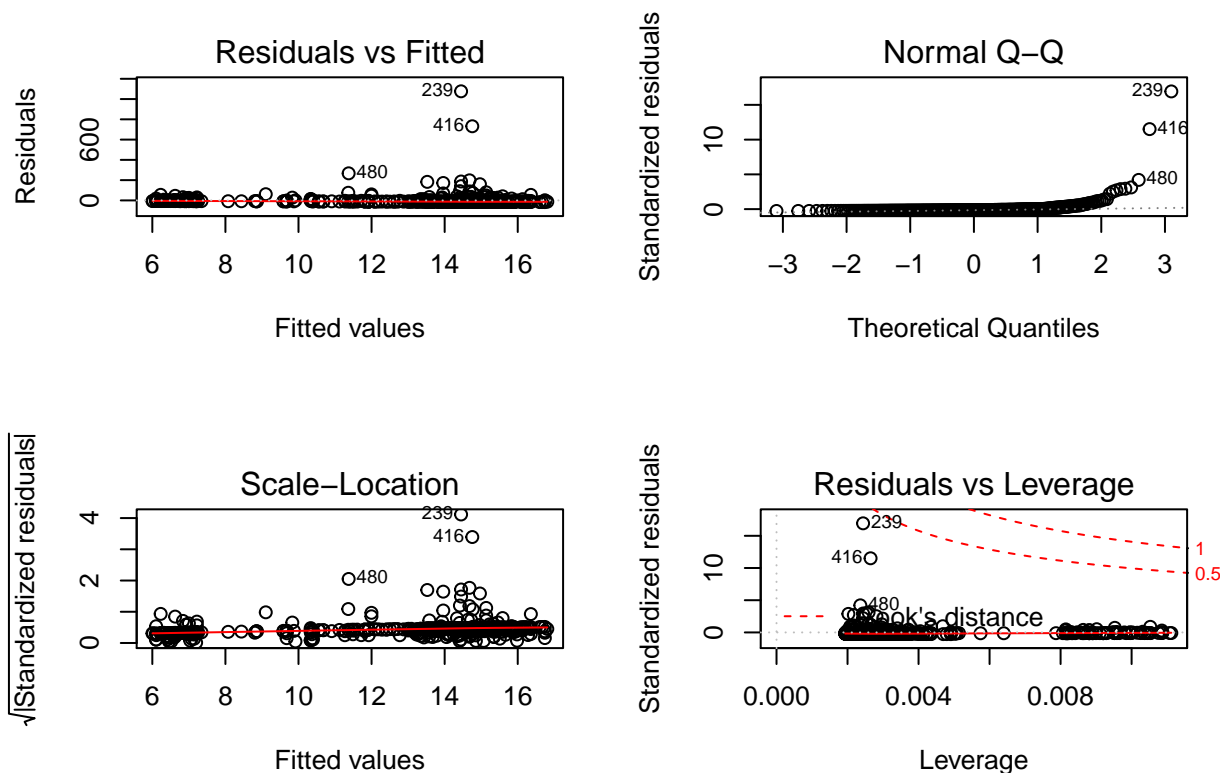 Residuals vs Fitted
Residuals
0
600
239
416
480
6 8 10 12 14 16
Fitted values
Normal Q−Q
Standardized residuals
0
10
239
416
480
−3 −2 −1 0 1 2 3
Theoretical Quantiles
Scale−Location
√|Standardized residuals|
0
2
4
239
416
480
6 8 10 12 14 16
Fitted values
Residuals vs Leverage
Standardized residuals
0
10
239
416
480
1
0.5
Cook's distance
0.000 0.004 0.008
Leverage